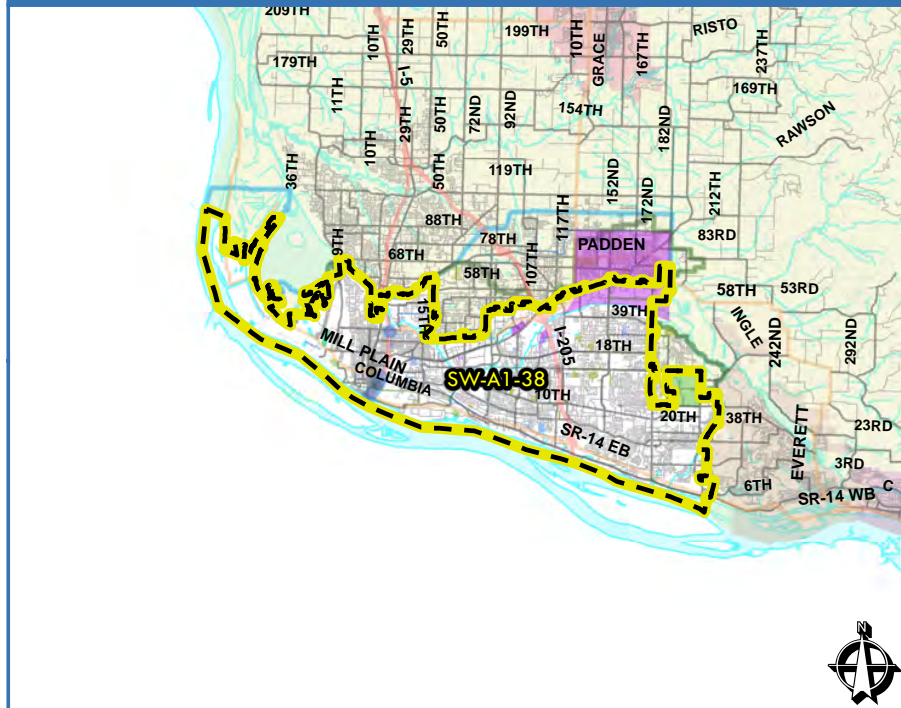 209TH
10TH
29TH
50TH
199TH
10TH
GRACE
167TH
RISTO
237TH
179TH
I-5
11TH
72ND
92ND
154TH
182ND
169TH
RAWSON
10TH
29TH
50TH
36TH
50TH
119TH
152ND
172ND
212TH
88TH
117TH
9TH
68TH
78TH
PADDEN
83RD
58TH
107TH
58TH
53RD
15TH
39TH
INGLE
242ND
292ND
MILL PLAIN
I-205
18TH
COLUMBIA
SW-A1-38
10TH
20TH
38TH
EVERETT
23RD
SR-14 EB
3RD
6TH
SR-14 WB
C
N